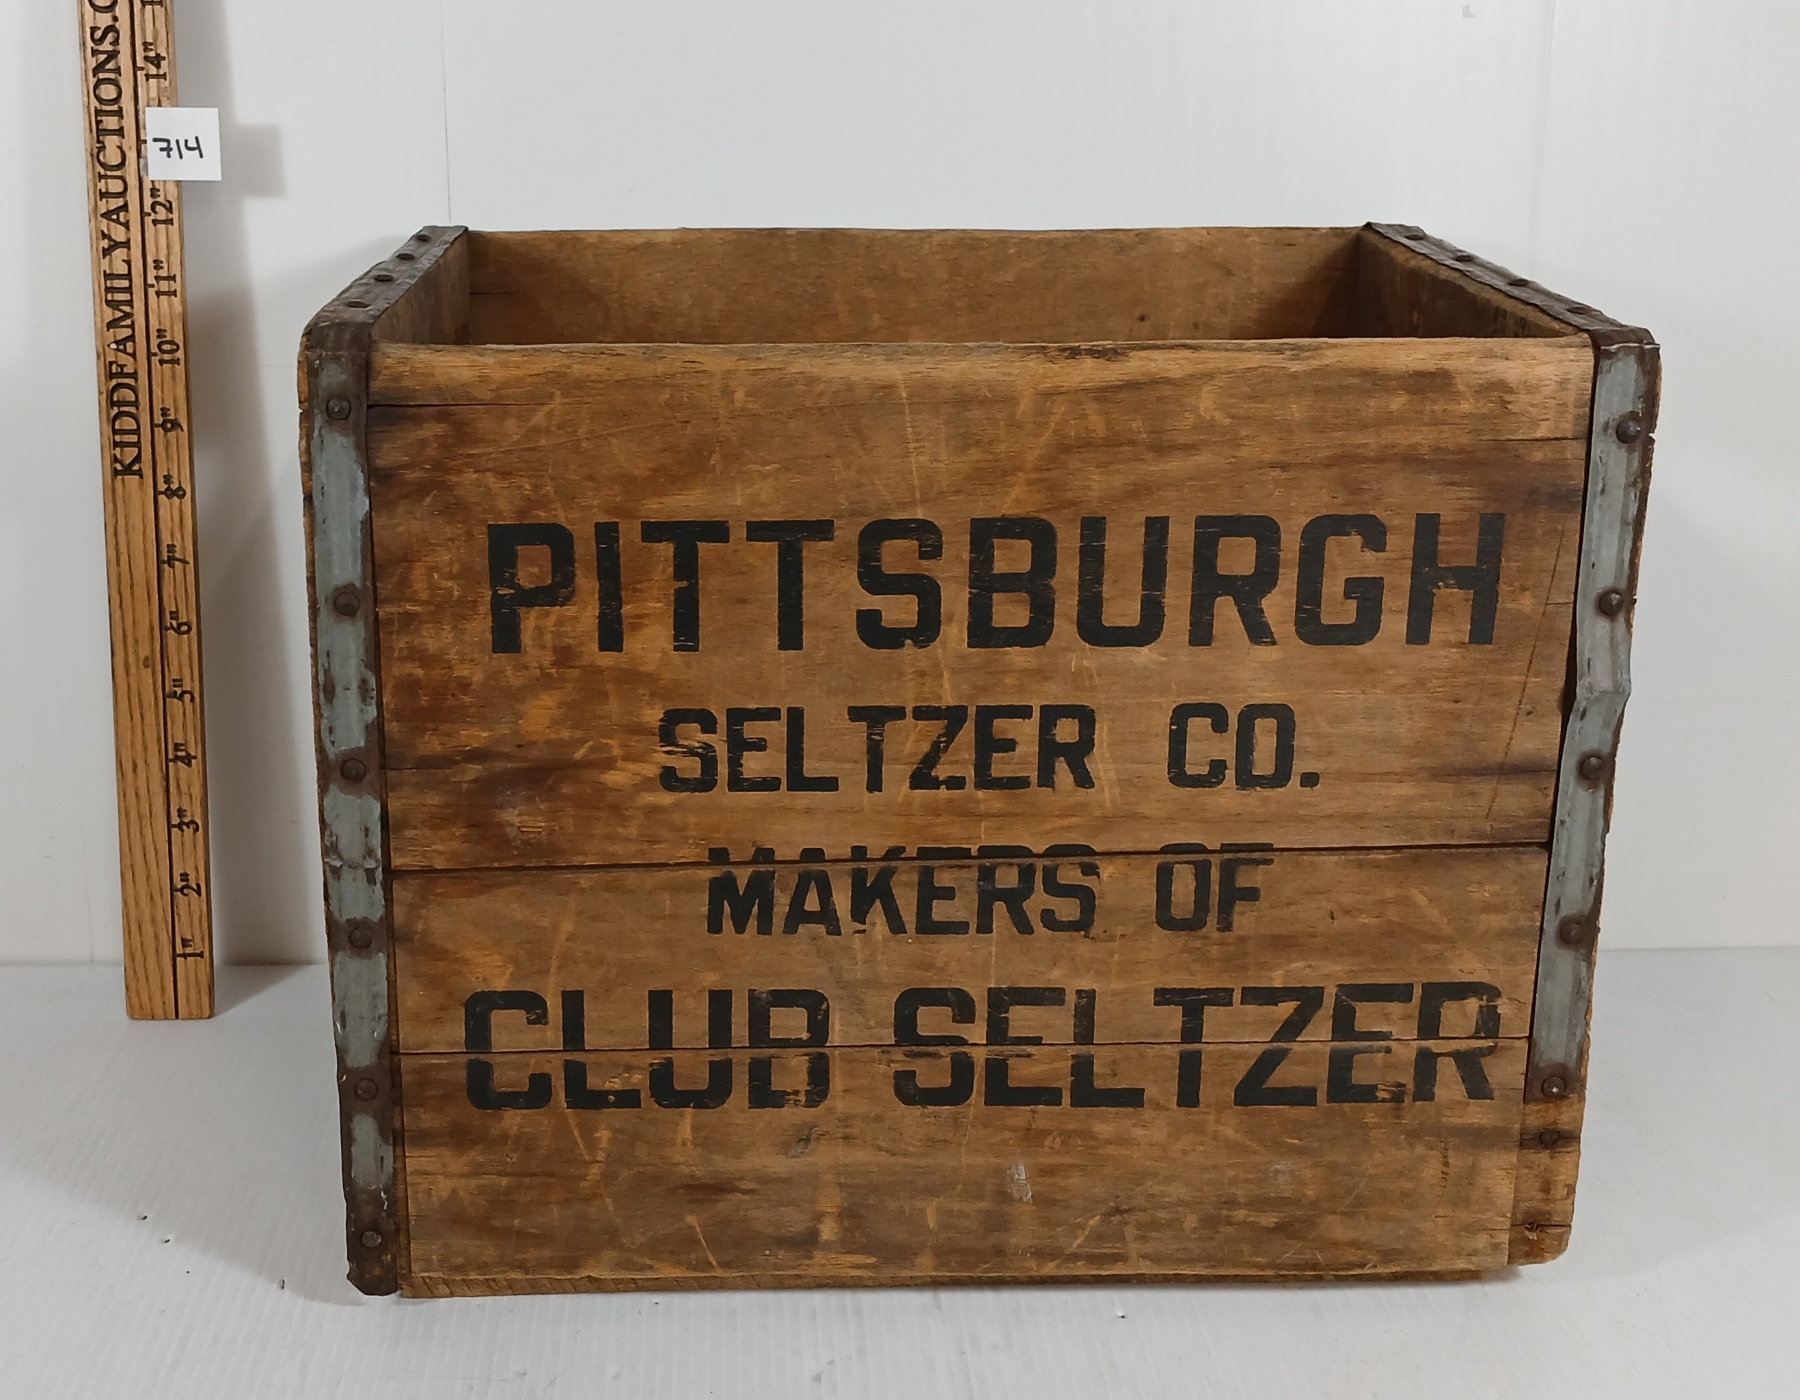 KIDDFAMILYAUCTIONS.C
14"
714
12"
11"
10"
9"
8"
7"
6"
5"
4"
3"
2"
1"
PITTSBURGH
SELTZER CO.
MAKERS OF
CLUB SELTZER